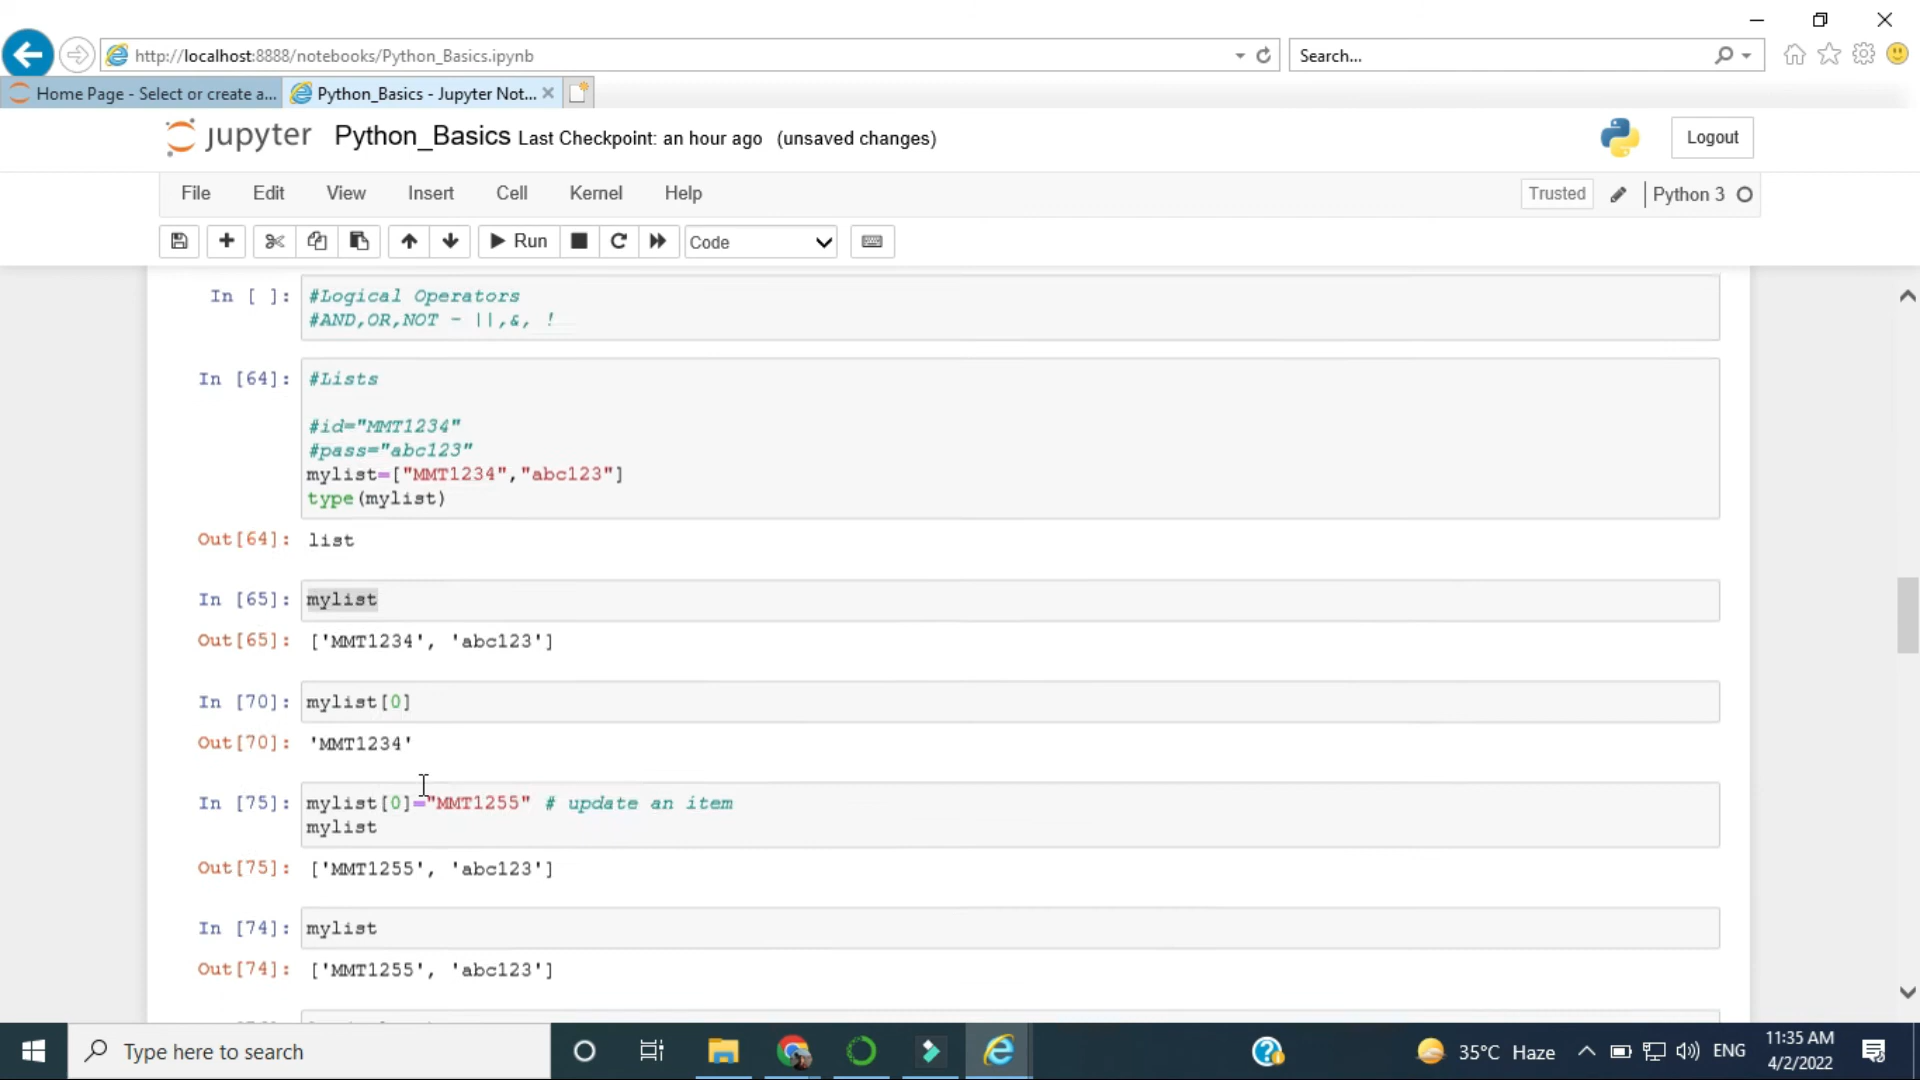 http://localhost:8888/notebooks/Python_Basics.ipynb
Search...
Home Page - Select or create a...
Python_Basics - Jupyter Not...
jupyter Python_Basics Last Checkpoint: an hour ago (unsaved changes)
Logout
File Edit View Insert Cell Kernel Help
Trusted
Python 3
Run
Code
In [ ]: #Logical Operators
#AND,OR,NOT - ||,&, !
In [64]: #Lists
#id="MMT1234"
#pass="abc123"
mylist=["MMT1234","abc123"]
type(mylist)
Out[64]: list
In [65]: mylist
Out[65]: ['MMT1234', 'abc123']
In [70]: mylist[0]
Out[70]: 'MMT1234'
In [75]: mylist[0]="MMT1255" # update an item
mylist
Out[75]: ['MMT1255', 'abc123']
In [74]: mylist
Out[74]: ['MMT1255', 'abc123']
Type here to search
35°C Haze
ENG
11:35 AM
4/2/2022